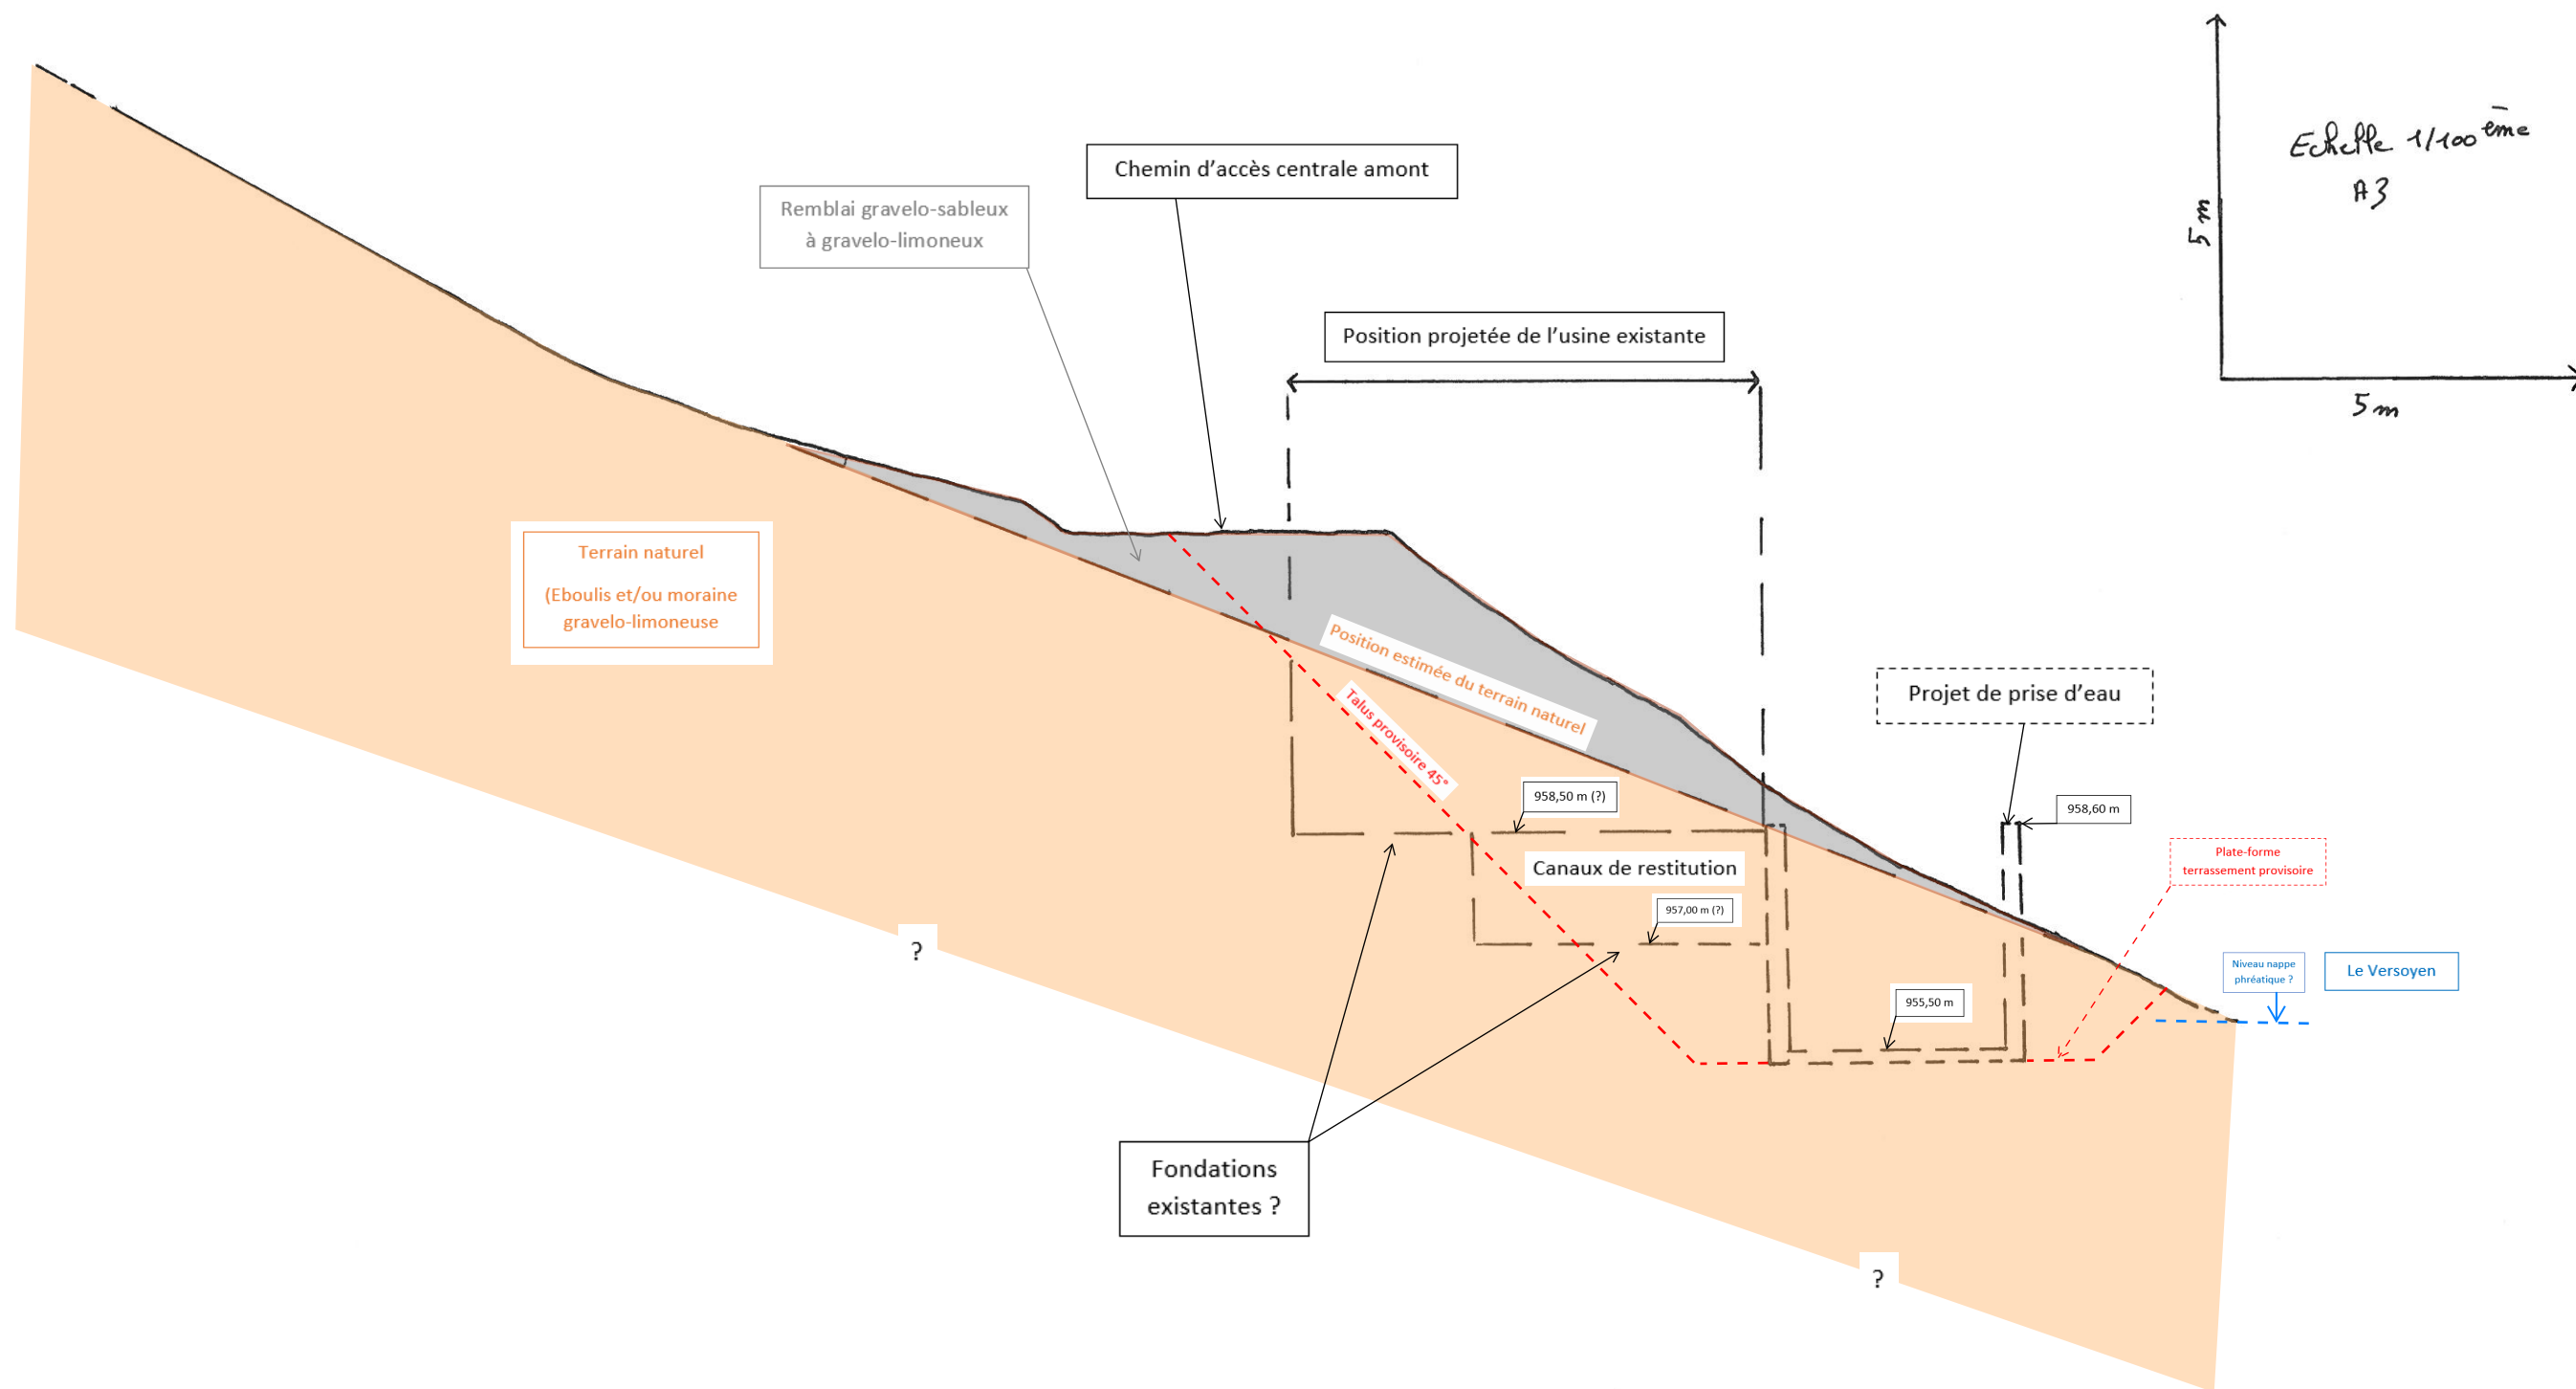 Echelle 1/100 ème
A3
5 m
5 m
Chemin d'accès centrale amont
Remblai gravelo-sableux
à gravelo-limoneux
Position projetée de l'usine existante
Terrain naturel
(Eboulis et/ou moraine
gravelo-limoneuse
Position estimée du terrain naturel
Talus provisoire 45°
Projet de prise d'eau
958,50 m (?)
958,60 m
Canaux de restitution
Plate-forme
terrassement provisoire
957,00 m (?)
?
Niveau nappe
phréatique ?
Le Versoyen
955,50 m
Fondations
existantes ?
?